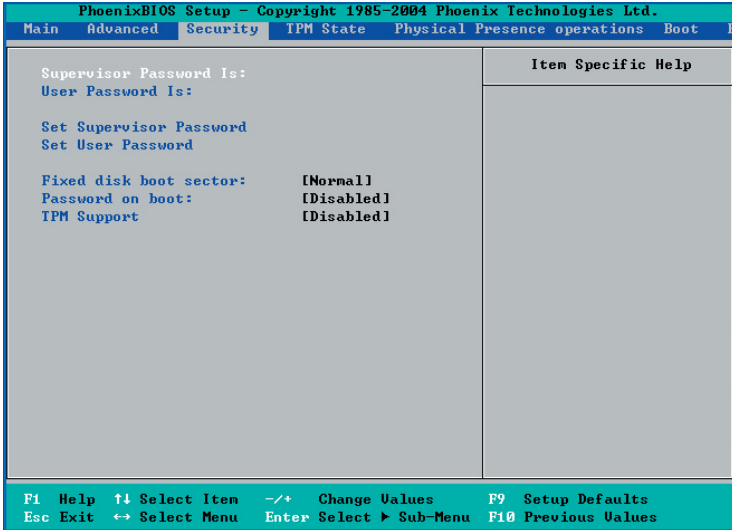 PhoenixBIOS Setup - Copyright 1985-2004 Phoenix Technologies Ltd.
Main Advanced Security TPM State Physical Presence operations Boot
Item Specific Help
Supervisor Password Is:
User Password Is:
Set Supervisor Password
Set User Password
Fixed disk boot sector: [Normal]
Password on boot: [Disabled]
TPM Support [Disabled]
F1 Help ↑↓ Select Item -/+ Change Values F9 Setup Defaults
Esc Exit ↔ Select Menu Enter Select ▶ Sub-Menu F10 Previous Values